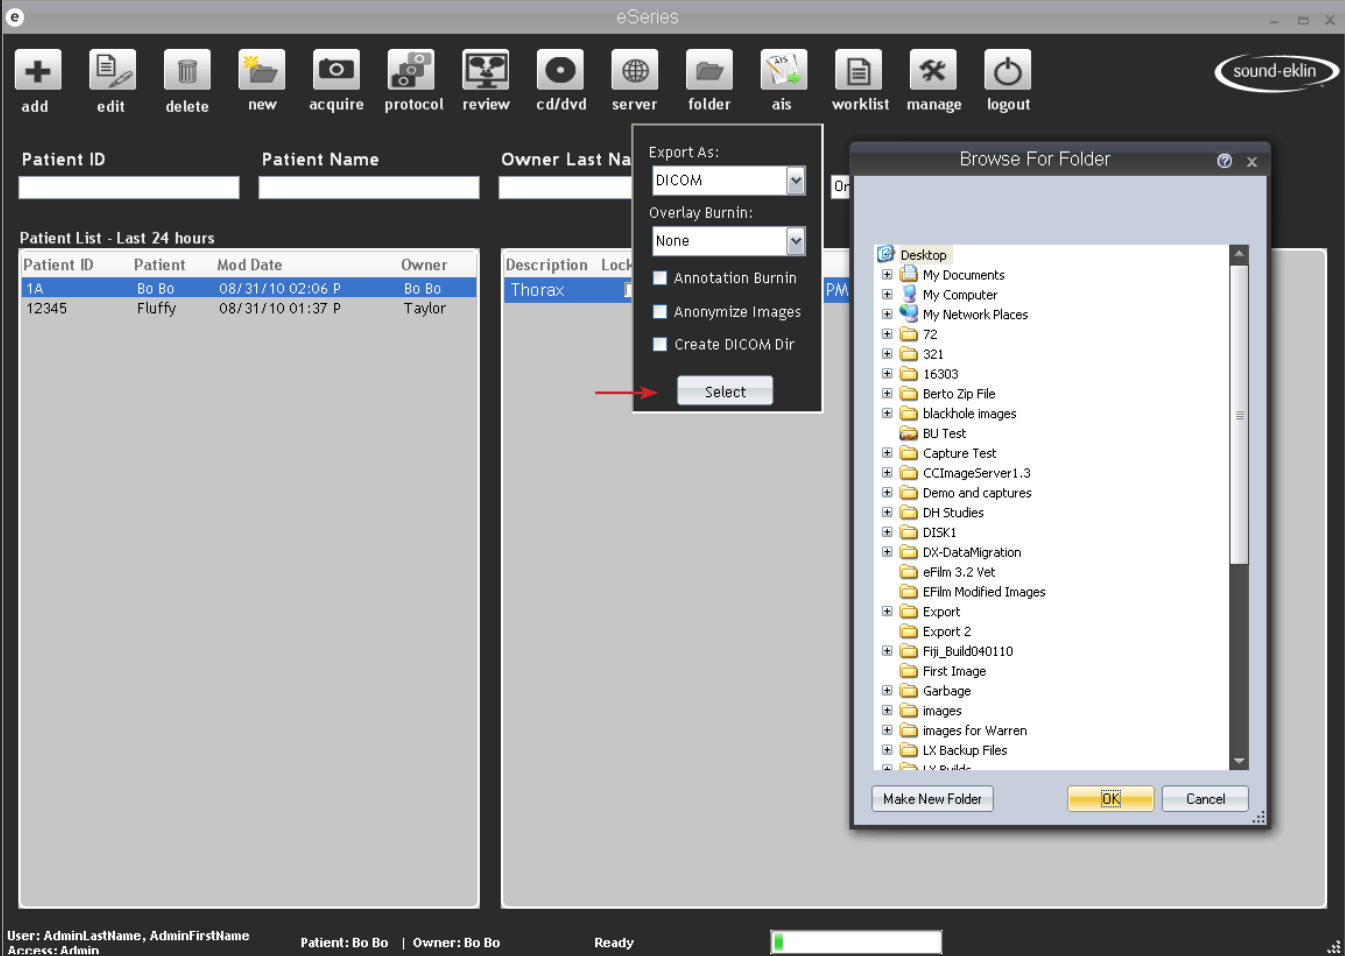 e eSeries
add edit delete new acquire protocol review cd/dvd server folder ais worklist manage logout
AIS
sound-eklin
Patient ID Patient Name Owner Last Na
Patient List - Last 24 hours
Patient ID Patient Mod Date Owner
1A Bo Bo 08/31/10 02:06 P Bo Bo
12345 Fluffy 08/31/10 01:37 P Taylor
Description Lock
Thorax PM
Export As:
DICOM
Overlay Burnin:
None
Annotation Burnin
Anonymize Images
Create DICOM Dir
Select
Or
Browse For Folder
Desktop
My Documents
My Computer
My Network Places
72
321
16303
Berto Zip File
blackhole images
BU Test
Capture Test
CCImageServer1.3
Demo and captures
DH Studies
DISK1
DX-DataMigration
eFilm 3.2 Vet
EFilm Modified Images
Export
Export 2
Fiji_Build040110
First Image
Garbage
images
images for Warren
LX Backup Files
LX Builds
Make New Folder OK Cancel
User: AdminLastName, AdminFirstName
Access: Admin
Patient: Bo Bo | Owner: Bo Bo Ready